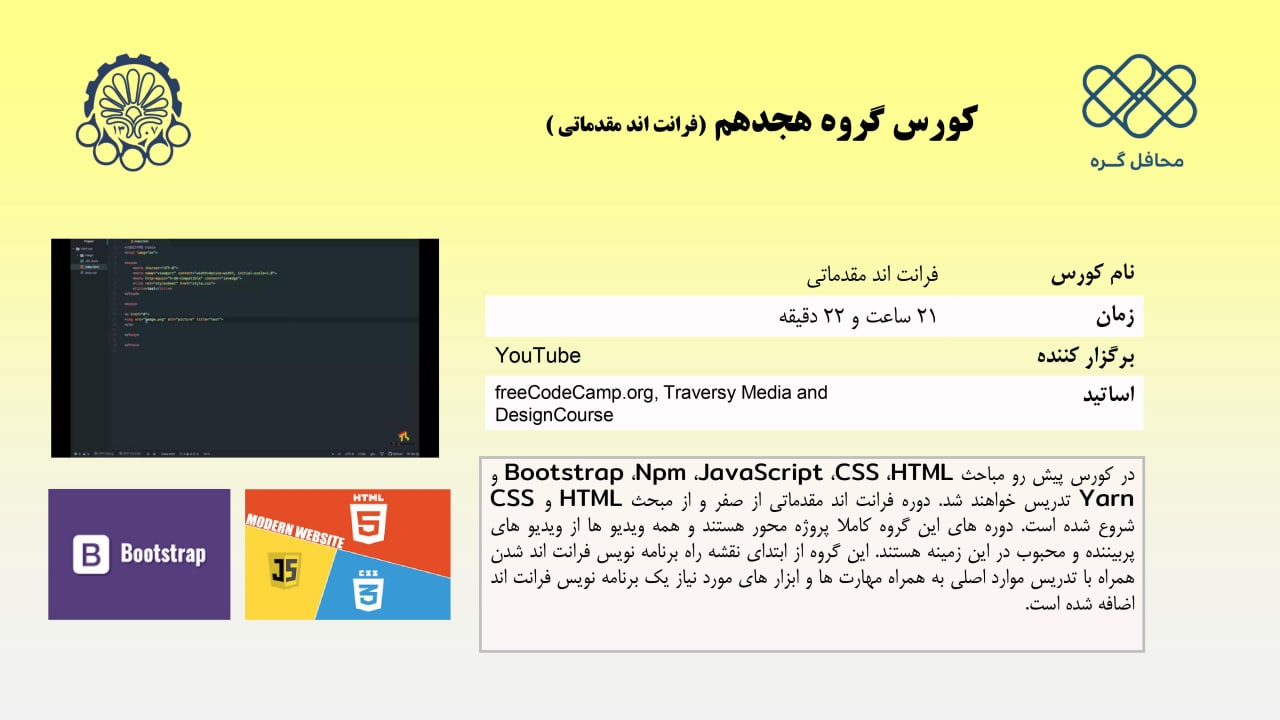 محافل گره
۱۳۰۷
کورس گروه هجدهم (فرانت اند مقدماتی )
نام کورس فرانت اند مقدماتی
زمان ۲۱ ساعت و ۲۲ دقیقه
برگزار کننده YouTube
اساتید freeCodeCamp.org, Traversy Media and
DesignCourse
در کورس پیش رو مباحث HTML، CSS، JavaScript، Npm، Bootstrap و
Yarn تدریس خواهند شد. دوره فرانت اند مقدماتی از صفر و از مبحث HTML و CSS
شروع شده است. دوره های این گروه کاملا پروژه محور هستند و همه ویدیو ها از ویدیو های
پربیننده و محبوب در این زمینه هستند. این گروه از ابتدای نقشه راه برنامه نویس فرانت اند شدن
همراه با تدریس موارد اصلی به همراه مهارت ها و ابزار های مورد نیاز یک برنامه نویس فرانت اند
اضافه شده است.
B Bootstrap
HTML
5
MODERN WEBSITE
JS
CSS
3